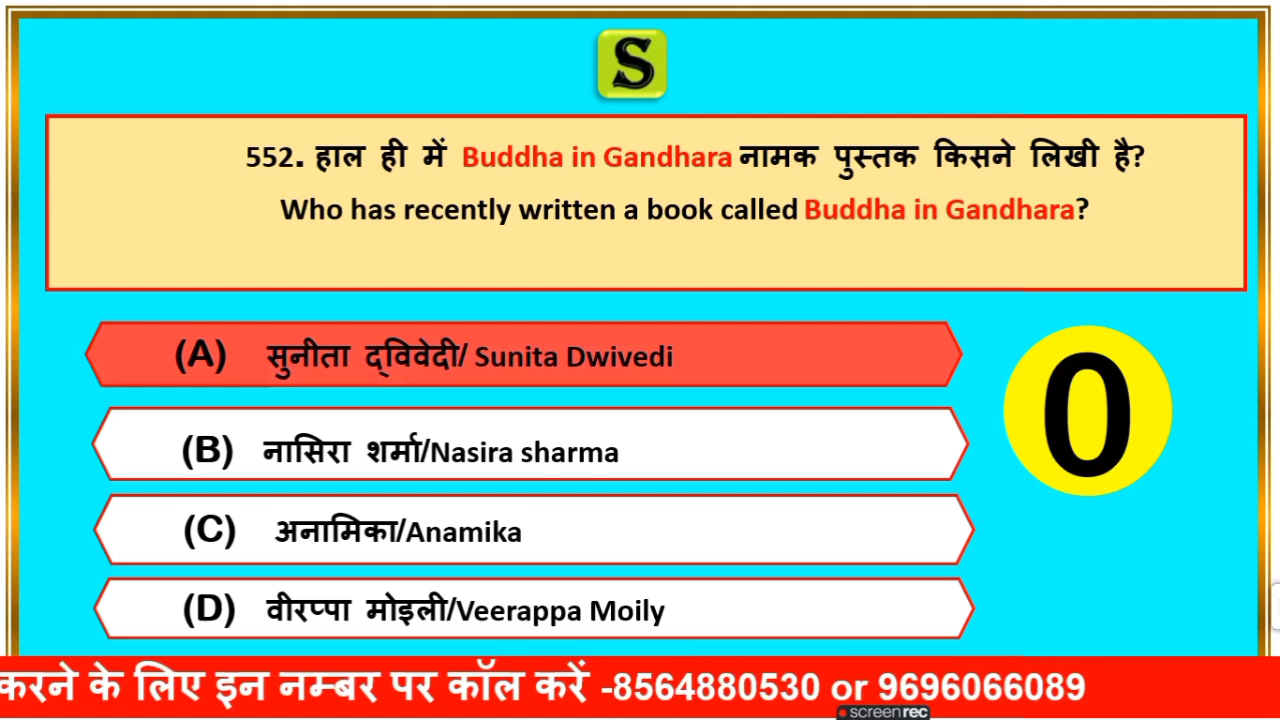 S
552. हाल ही में Buddha in Gandhara नामक पुस्तक किसने लिखी है?
Who has recently written a book called Buddha in Gandhara?
(A) सुनीता द्विवेदी/ Sunita Dwivedi
0
(B) नासिरा शर्मा/Nasira sharma
(C) अनामिका/Anamika
(D) वीरप्पा मोइली/Veerappa Moily
करने के लिए इन नम्बर पर कॉल करें -8564880530 or 9696066089
screenrec